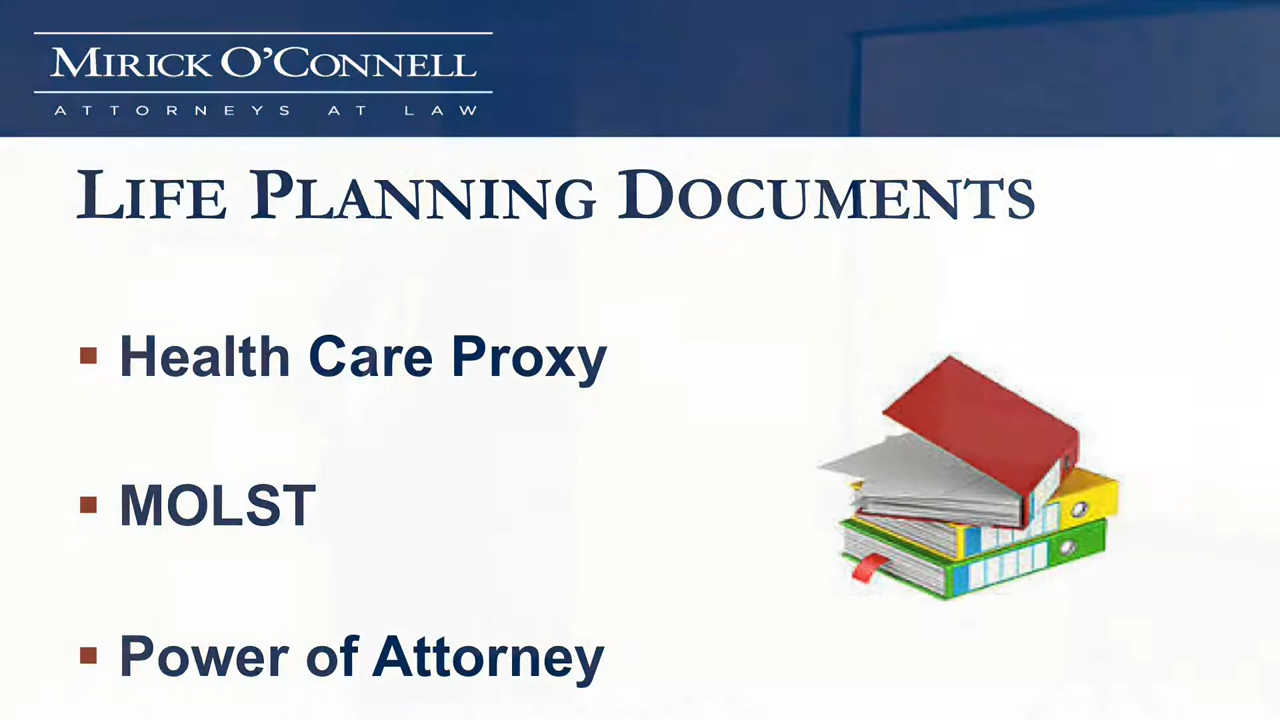 MIRICK O'CONNELL
ATTORNEYS AT LAW
LIFE PLANNING DOCUMENTS
▪ Health Care Proxy
▪ MOLST
▪ Power of Attorney